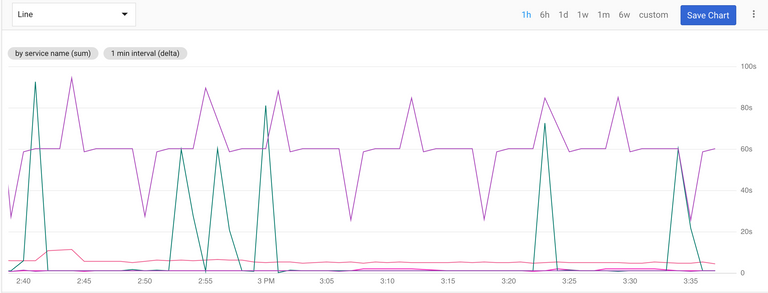 Line
1h 6h 1d 1w 1m 6w custom Save Chart
by service name (sum) 1 min interval (delta)
100s
80s
60s
40s
20s
0
2:40 2:45 2:50 2:55 3 PM 3:05 3:10 3:15 3:20 3:25 3:30 3:35